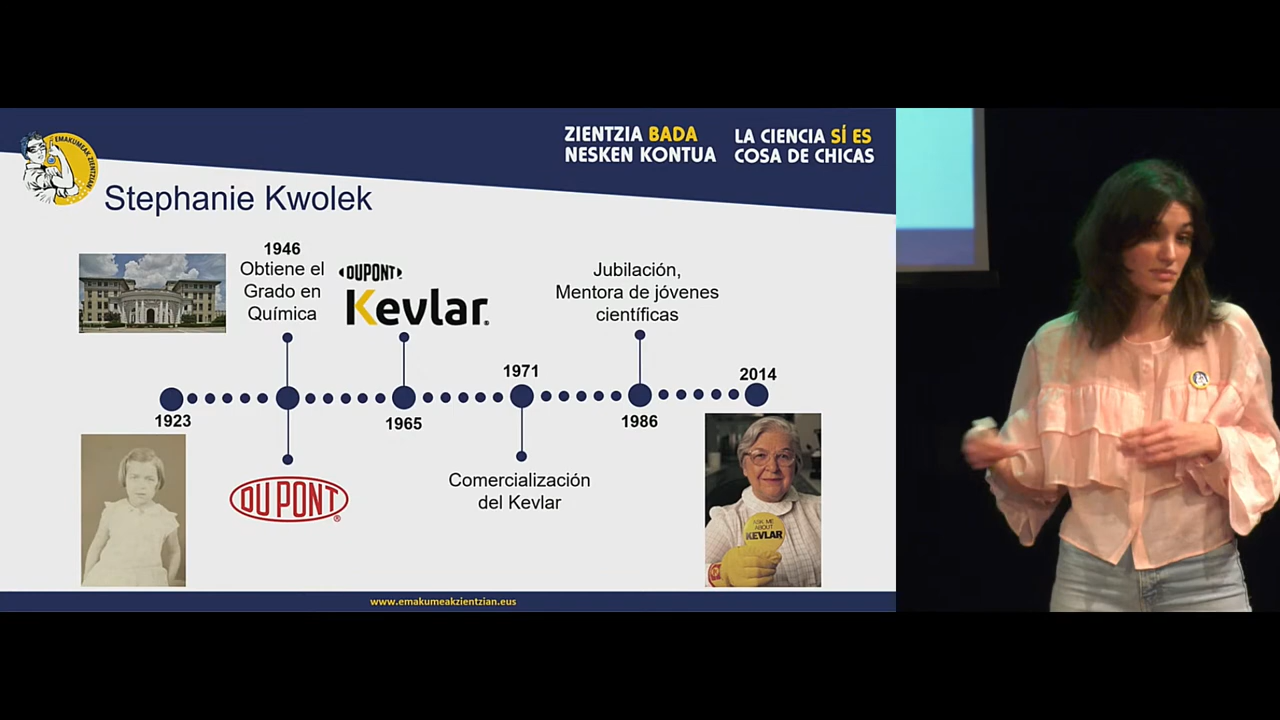 EMAKUMEAK ZIENTZIAN
ZIENTZIA BADA
NESKEN KONTUA
LA CIENCIA SÍ ES
COSA DE CHICAS
Stephanie Kwolek
1946
Obtiene el
Grado en
Química
DUPONT
Kevlar®
Jubilación,
Mentora de jóvenes
científicas
1923
1965
1971
1986
2014
DU PONT®
Comercialización
del Kevlar
ASK ME
ABOUT
KEVLAR
www.emakumeakzientzian.eus